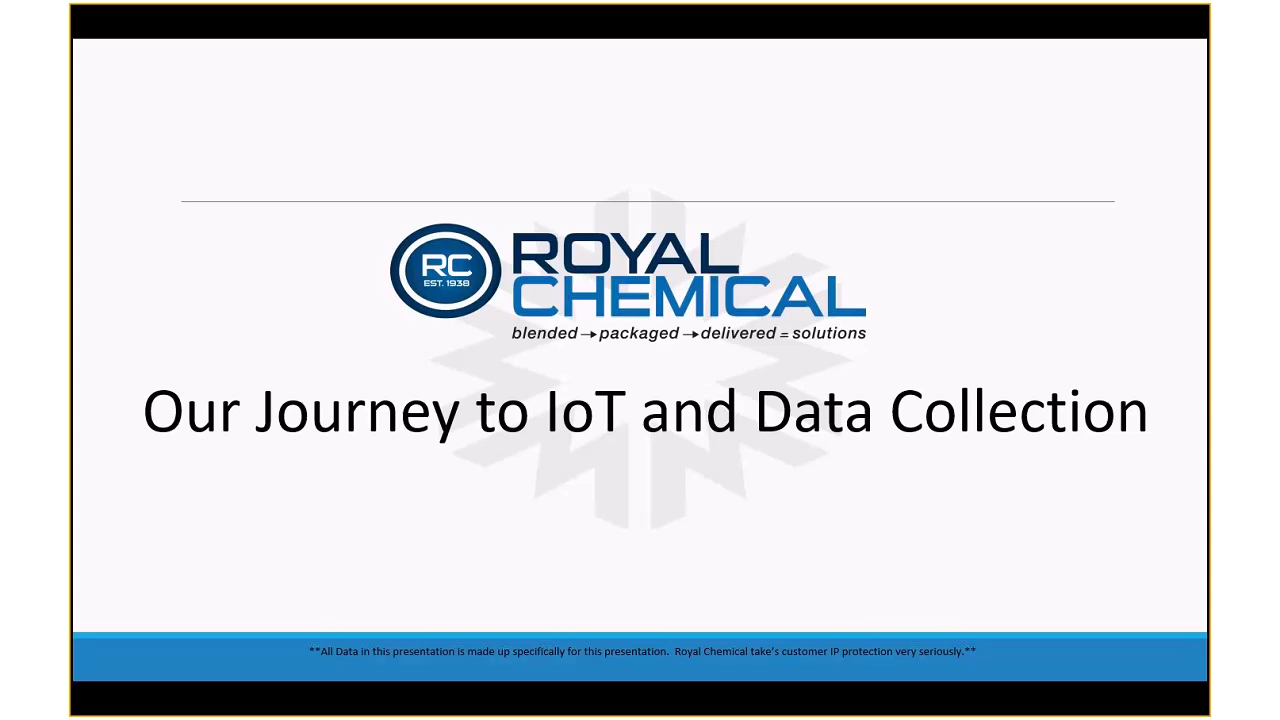 RC
EST. 1938
ROYAL
CHEMICAL
blended→packaged→delivered = solutions
Our Journey to IoT and Data Collection
**All Data in this presentation is made up specifically for this presentation.  Royal Chemical take's customer IP protection very seriously.**